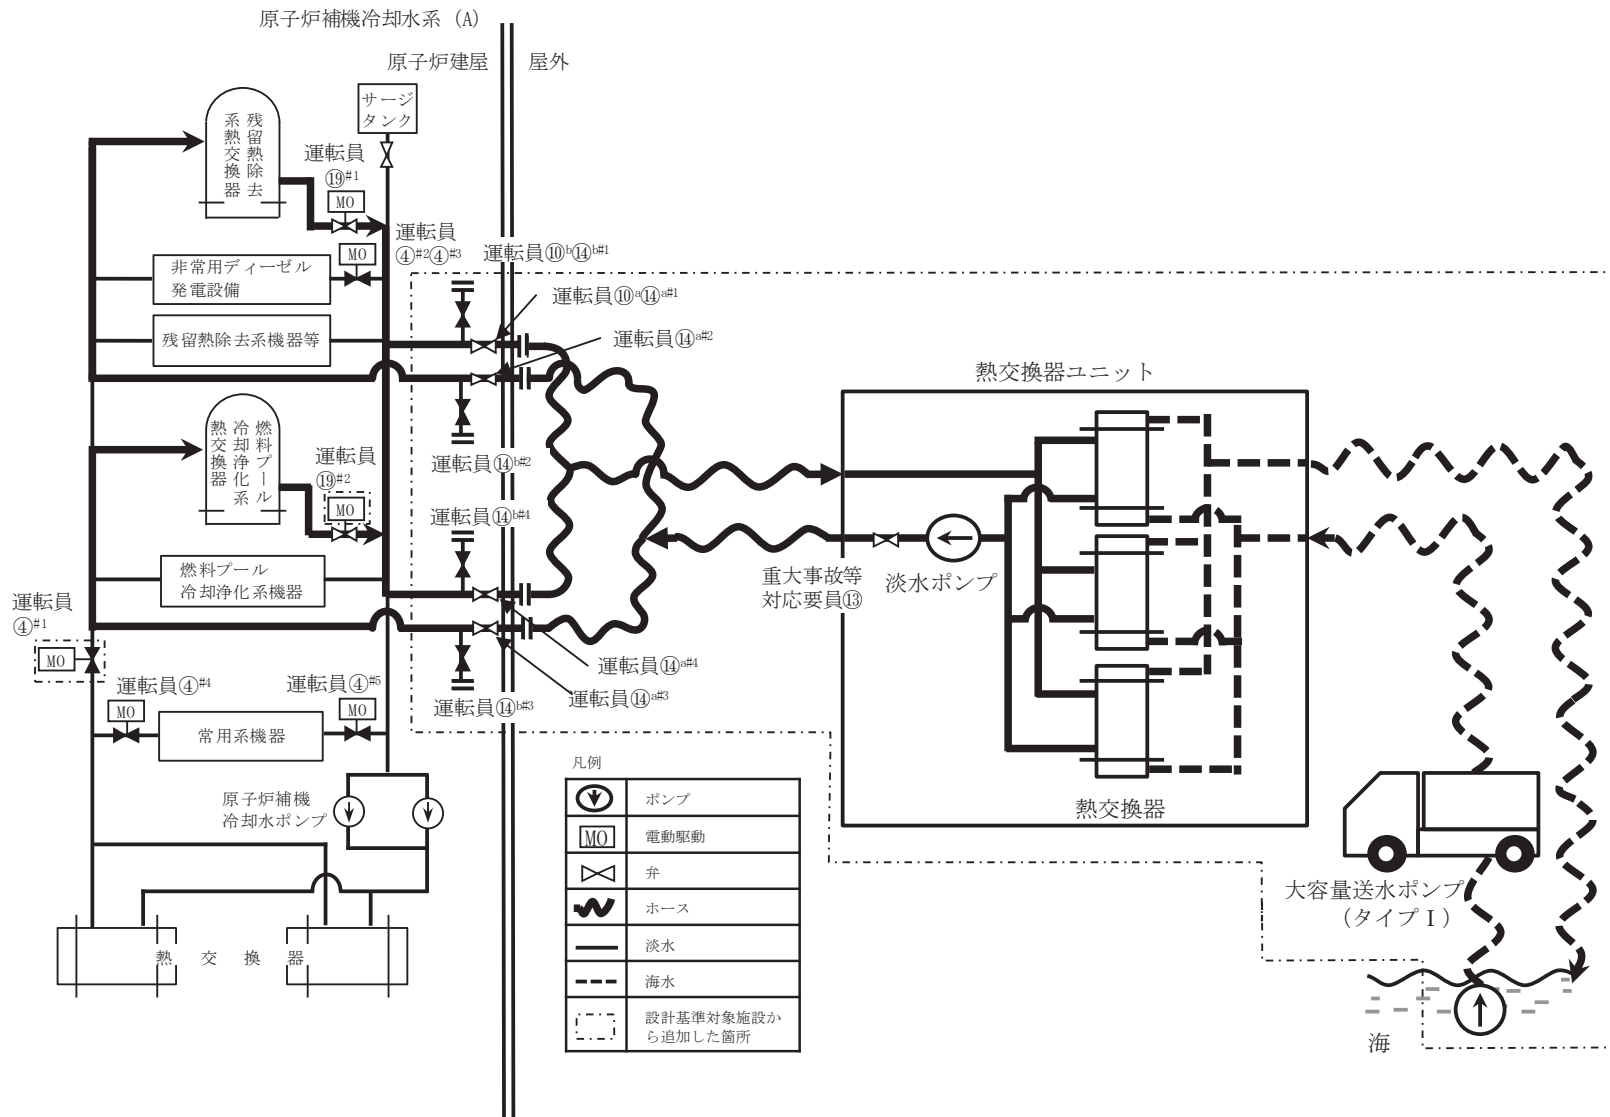 原子炉補機冷却水系（A）
原子炉建屋
屋外
サージ
タンク
残留熱除去
系熱交換器
運転員
⑲#1
MO
運転員
④#2④#3
MO
運転員⑩b⑭b#1
非常用ディーゼル
発電設備
運転員⑩a⑭a#1
残留熱除去系機器等
運転員⑭a#2
熱交換器ユニット
燃料プール
冷却浄化系
熱交換器
運転員
⑲#2
MO
運転員⑭b#2
運転員⑭b#4
燃料プール
冷却浄化系機器
重大事故等
対応要員⑬
淡水ポンプ
運転員
④#1
MO
運転員⑭a#4
運転員⑭a#3
運転員⑭b#3
運転員④#4
MO
運転員④#5
MO
常用系機器
原子炉補機
冷却水ポンプ
熱交換器
熱交換器
大容量送水ポンプ
（タイプⅠ）
海
凡例
ポンプ
MO
電動駆動
弁
ホース
淡水
海水
設計基準対象施設か
ら追加した箇所